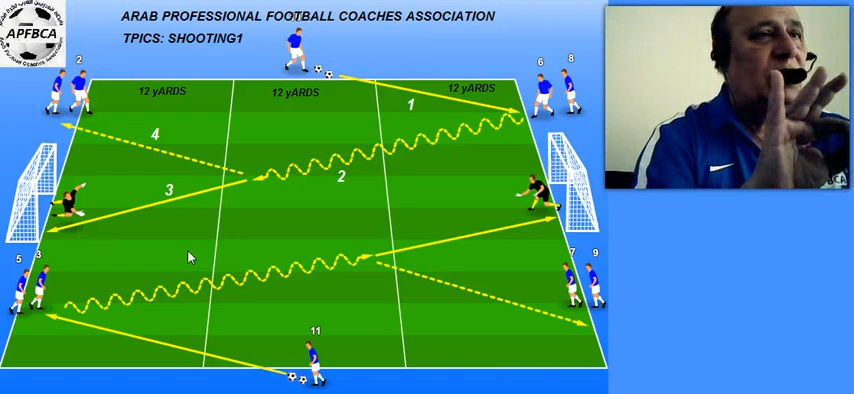 ARAB PROFESSIONAL FOOTBALL COACHES ASSOCIATION
APFBCA
TPICS: SHOOTING1
2
6
8
12 yARDS
12 yARDS
12 yARDS
1
4
2
3
5
3
7
9
11